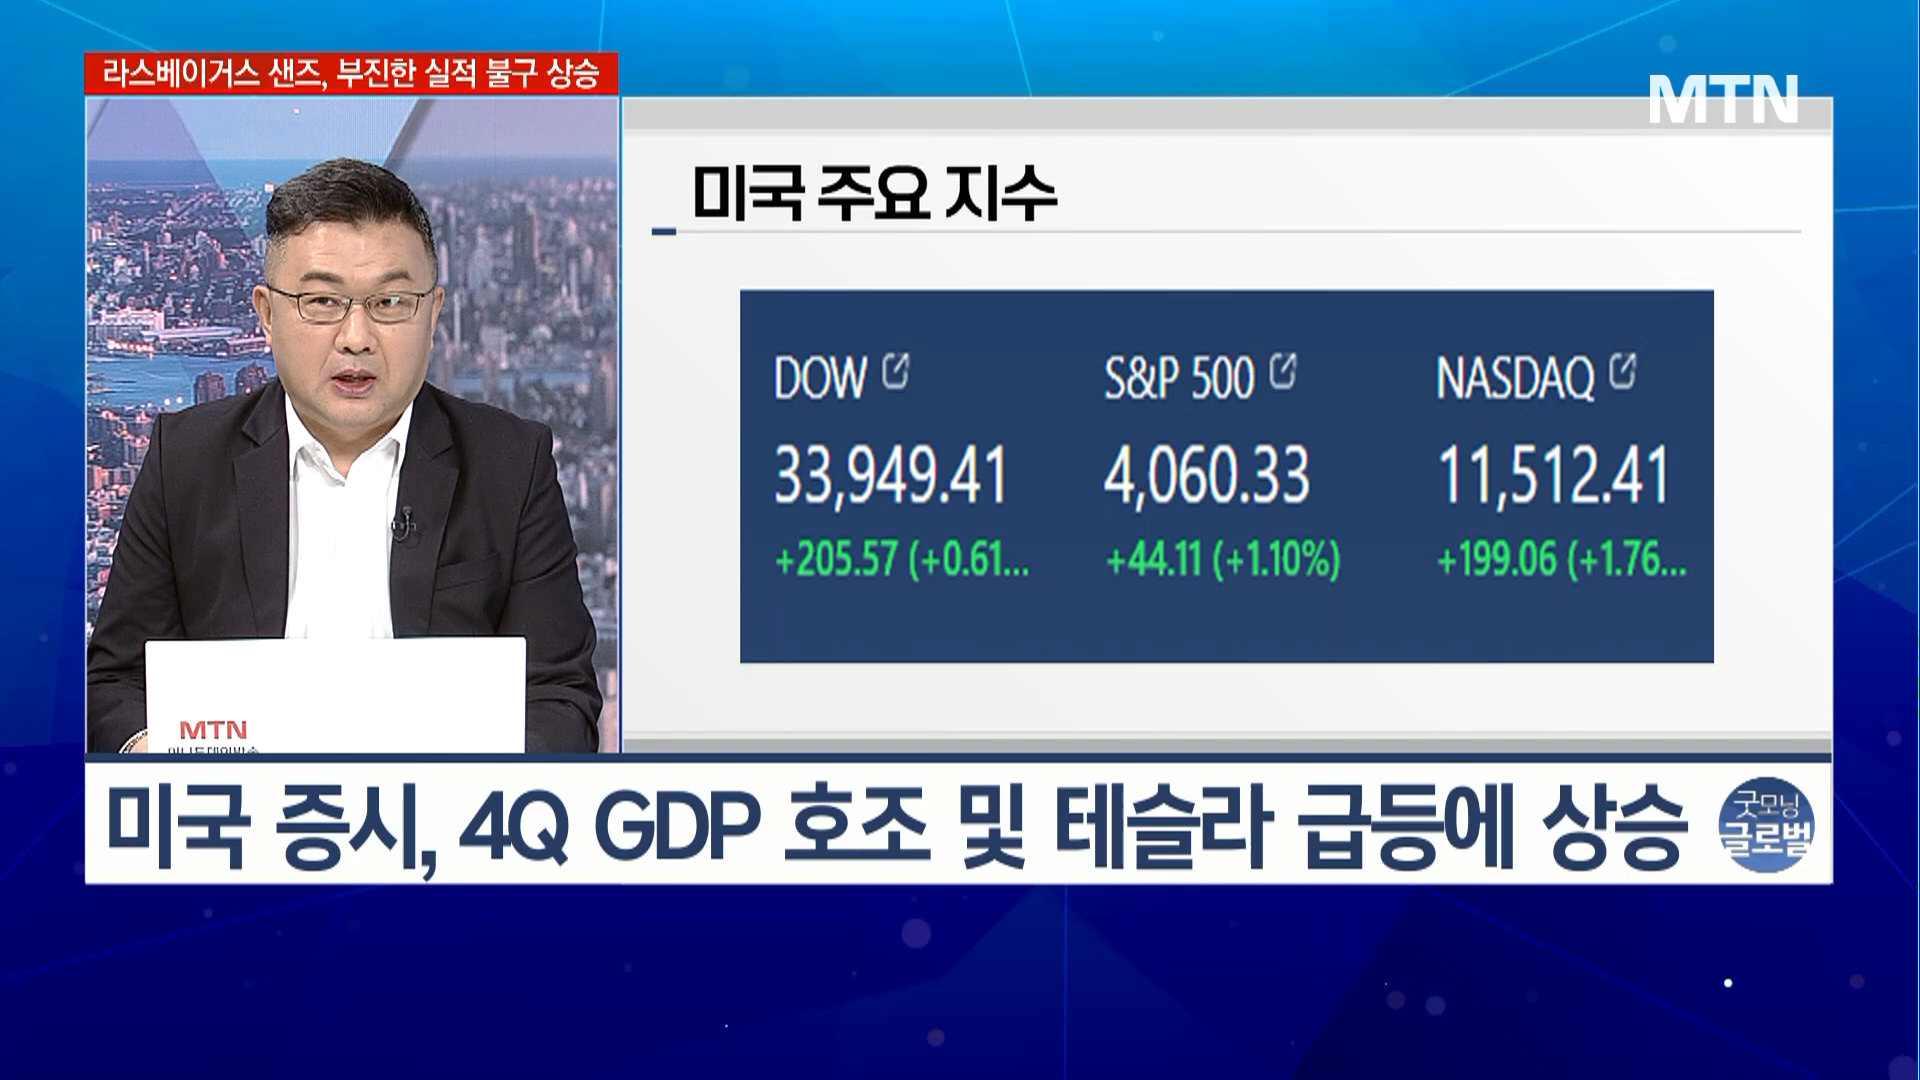 라스베이거스 샌즈, 부진한 실적 불구 상승
MTN
미국 주요 지수
DOW S&P 500 NASDAQ
33,949.41 4,060.33 11,512.41
+205.57 (+0.61... +44.11 (+1.10%) +199.06 (+1.76...
MTN
미국 증시, 4Q GDP 호조 및 테슬라 급등에 상승
굿모닝
글로벌